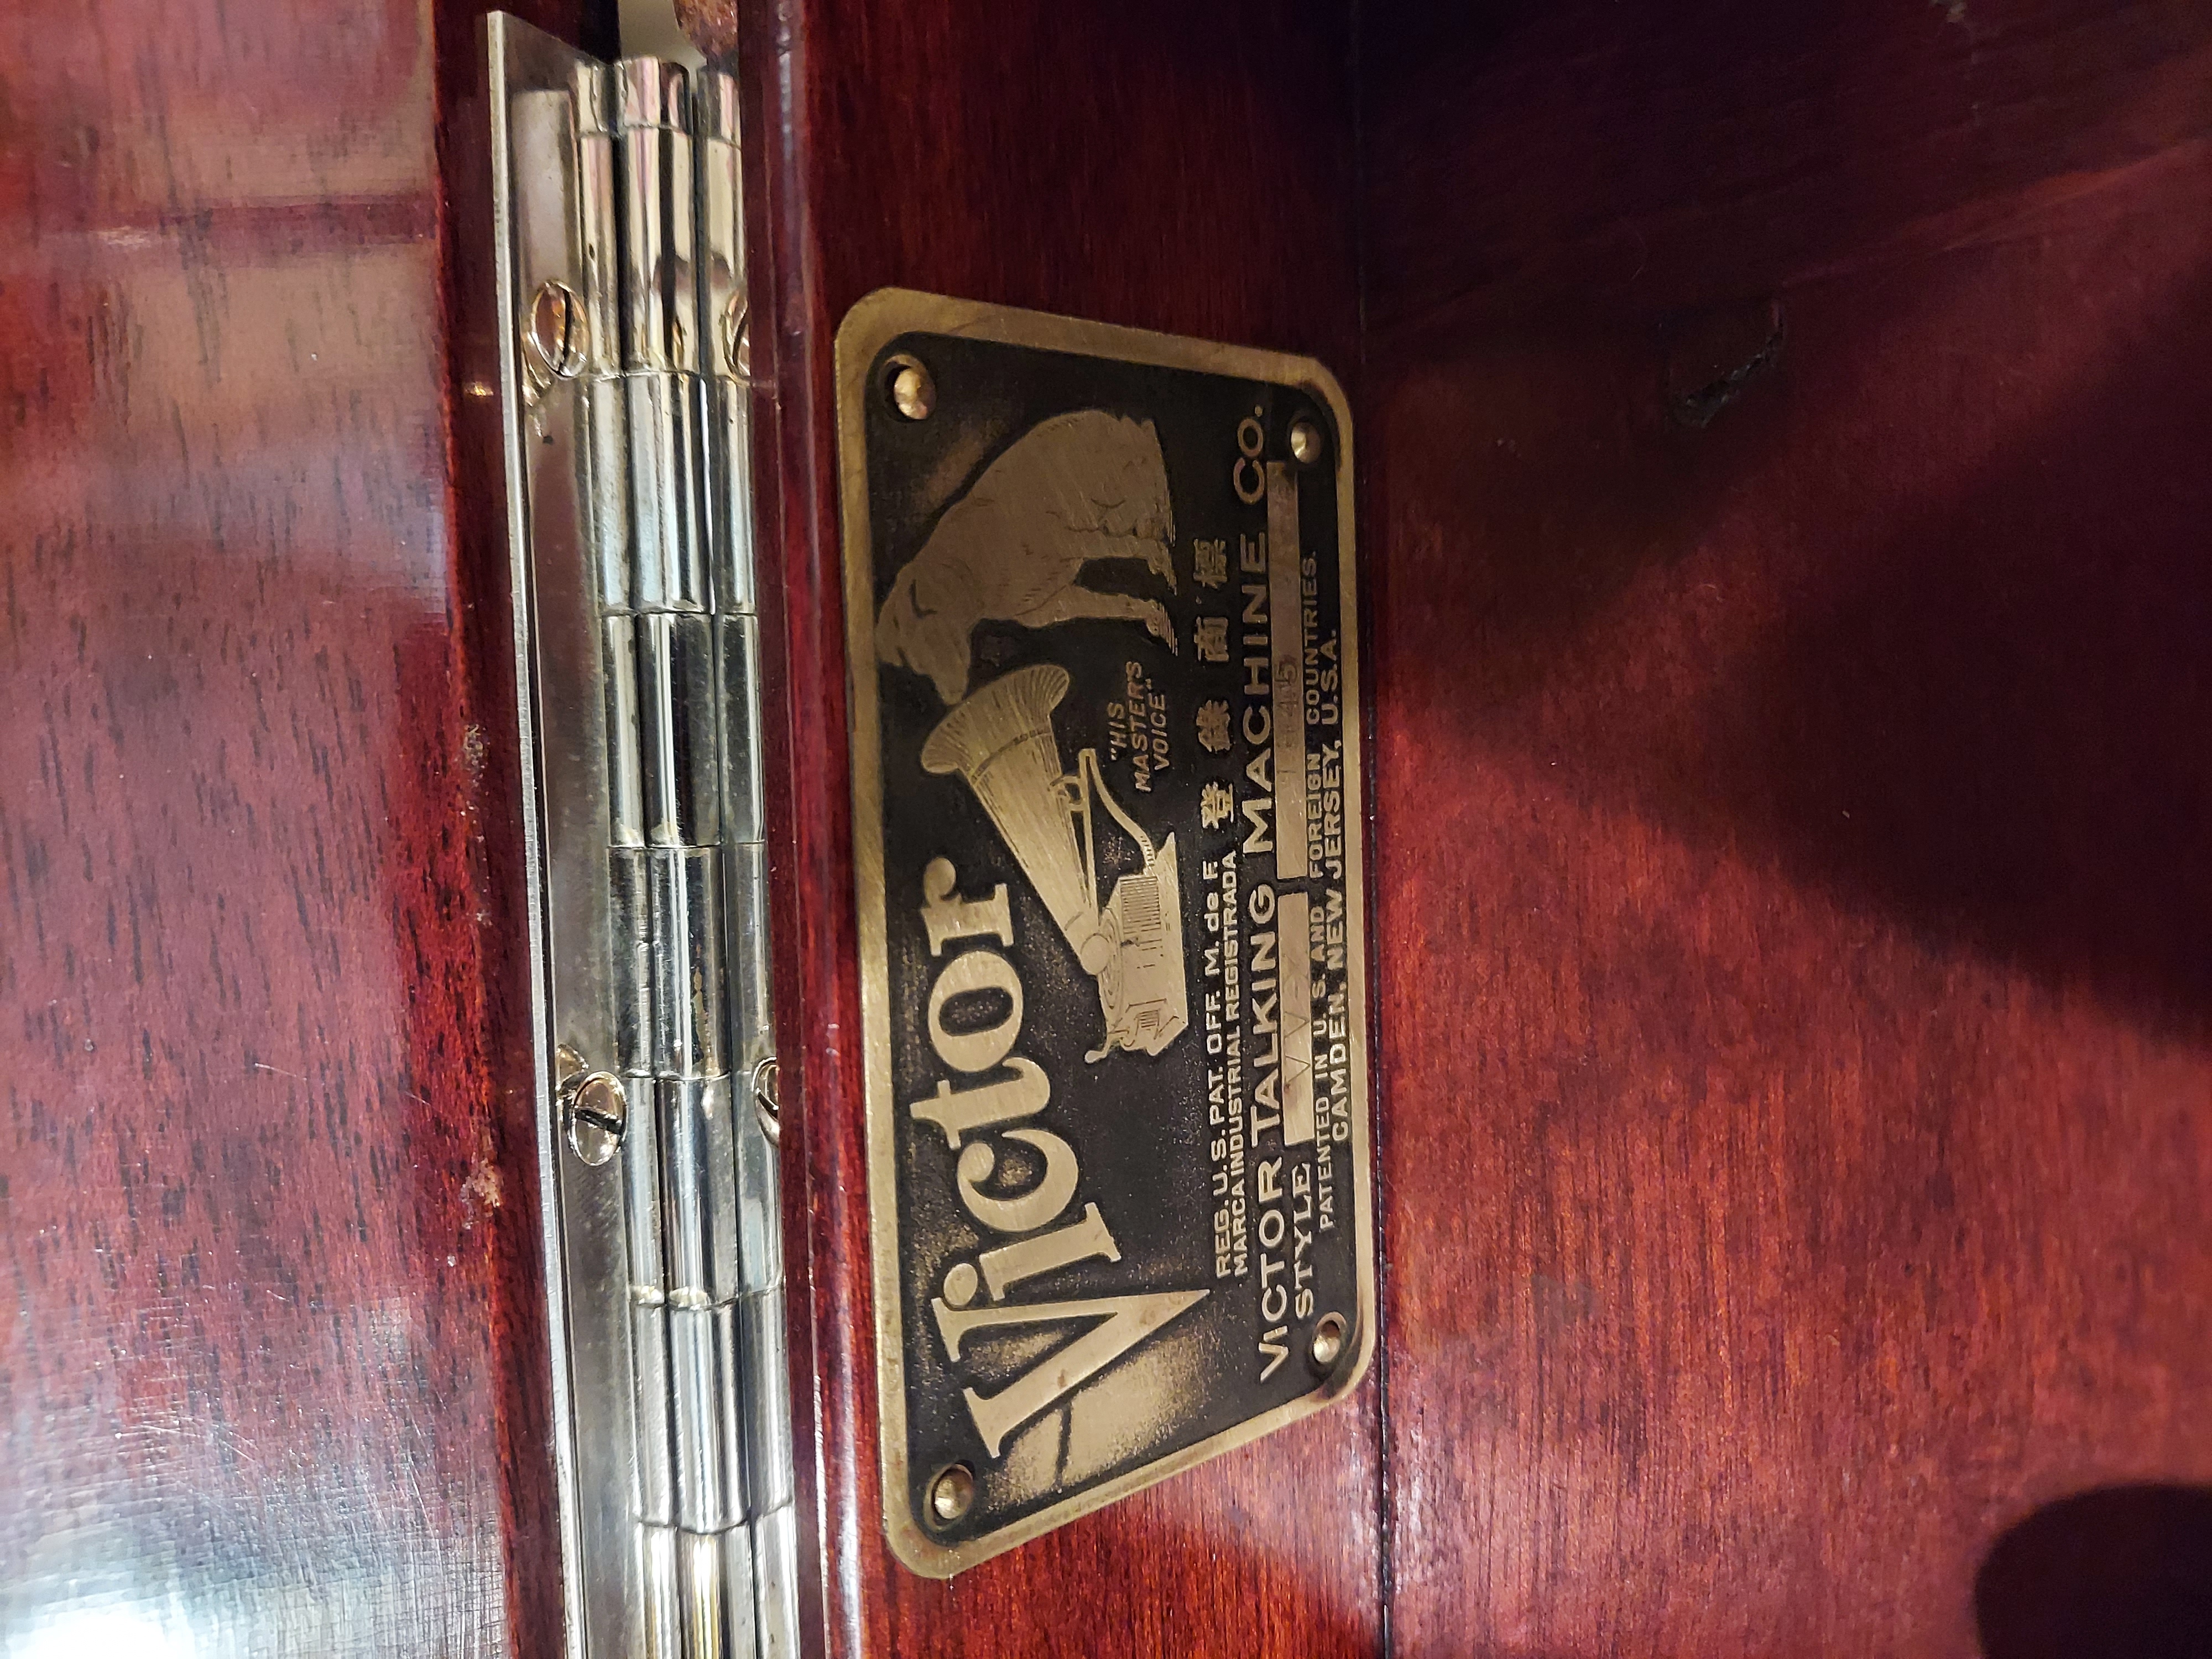 Victor
"HIS
MASTER'S
VOICE"
REG. U.S. PAT. OFF. M. de F.
MARCA INDUSTRIAL REGISTRADA
登錄商標
VICTOR TALKING MACHINE CO.
STYLE
PATENTED IN U.S. AND FOREIGN COUNTRIES.
CAMDEN, NEW JERSEY, U.S.A.